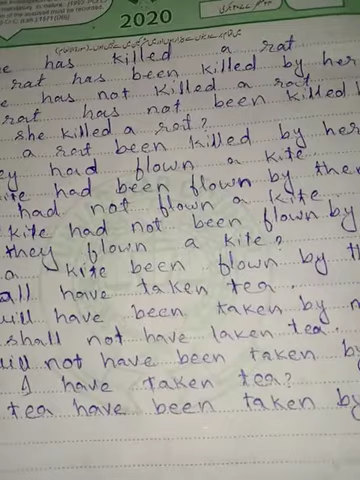 2020
has killed a rat
rat has been killed by her
has not killed a rat
rat has not been killed
she killed a rat?
a rat been killed by her
had flown a kite
had been flown by
had not flown a kite
kite had not been flown by
they flown a kite?
a kite been flown by
have taken tea.
have been taken by
shall not have taken tea.
not have been taken by
I have taken tea?
tea have been taken by